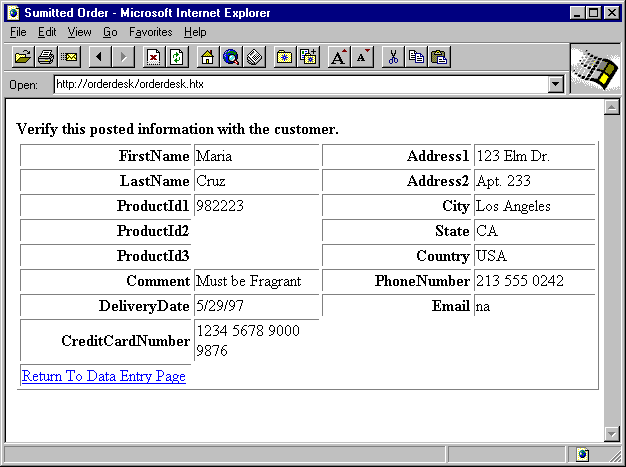 Sumitted Order - Microsoft Internet Explorer
File Edit View Go Favorites Help
A A
Open: http://orderdesk/orderdesk.htx
Verify this posted information with the customer.
FirstName Maria Address1 123 Elm Dr.
LastName Cruz Address2 Apt. 233
ProductId1 982223 City Los Angeles
ProductId2 State CA
ProductId3 Country USA
Comment Must be Fragrant PhoneNumber 213 555 0242
DeliveryDate 5/29/97 Email na
CreditCardNumber 1234 5678 9000
9876
Return To Data Entry Page